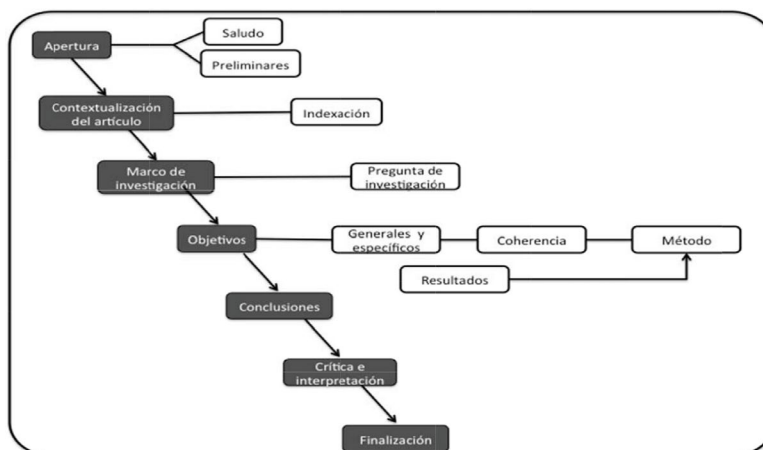 Saludo
Apertura
Preliminares
Contextualización
del artículo
Indexación
Marco de
investigación
Pregunta de
investigación
Objetivos
Generales y
específicos
Coherencia
Método
Resultados
Conclusiones
Crítica e
interpretación
Finalización